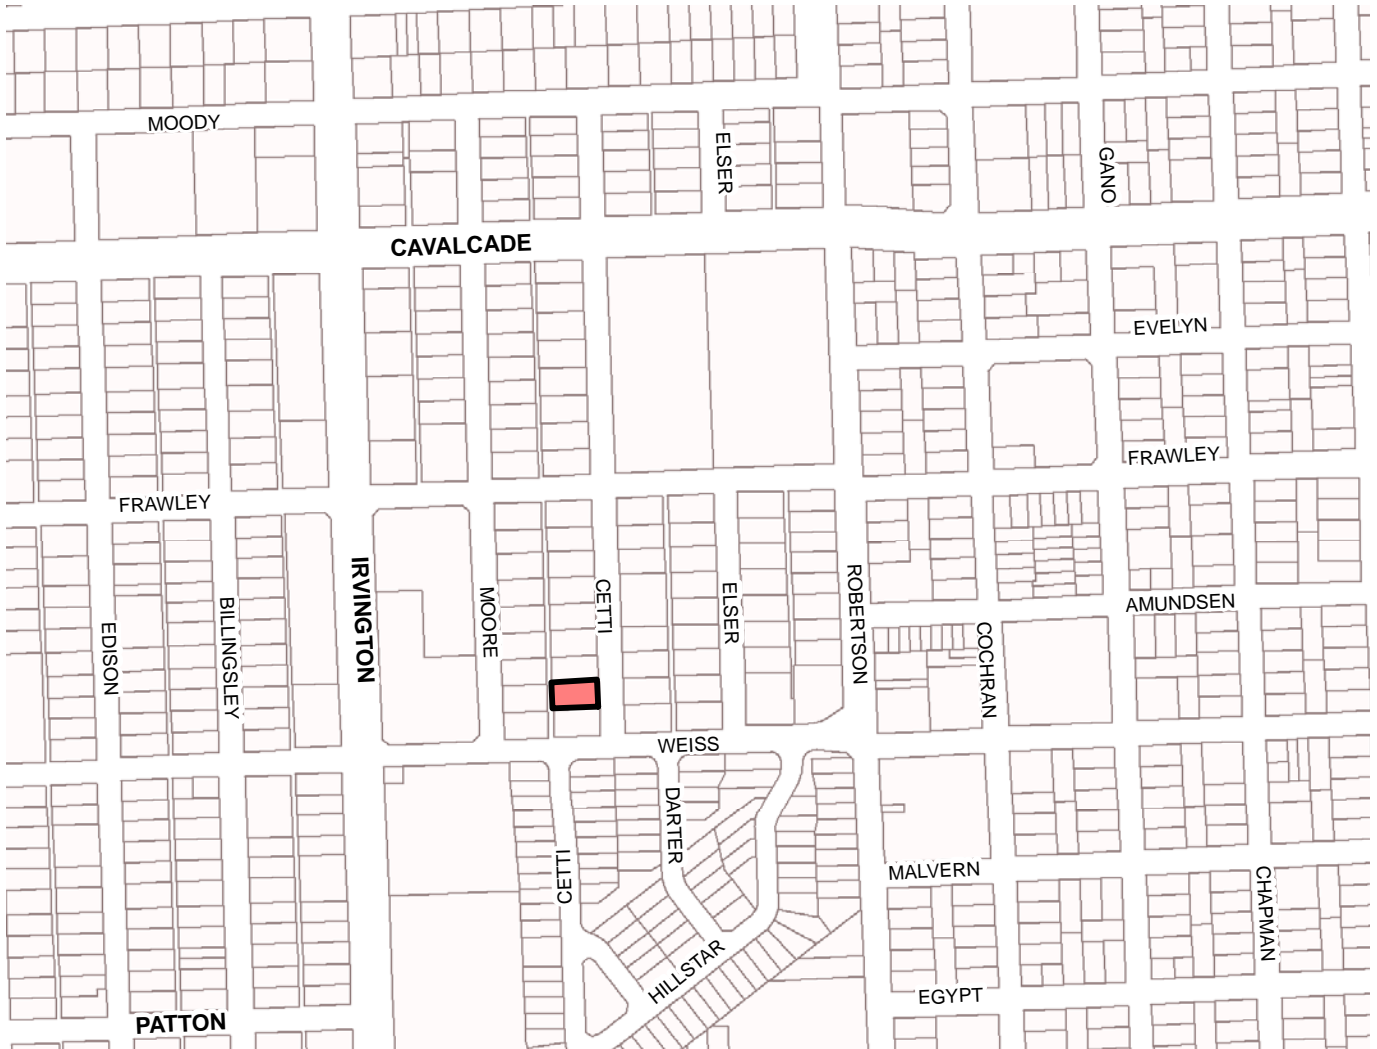 MOODY
ELSER
GANO
CAVALCADE
EVELYN
FRAWLEY
FRAWLEY
IRVINGTON
MOORE
CETTI
ELSER
ROBERTSON
AMUNDSEN
EDISON
BILLINGSLEY
COCHRAN
WEISS
DARTER
CETTI
MALVERN
CHAPMAN
HILLSTAR
EGYPT
PATTON